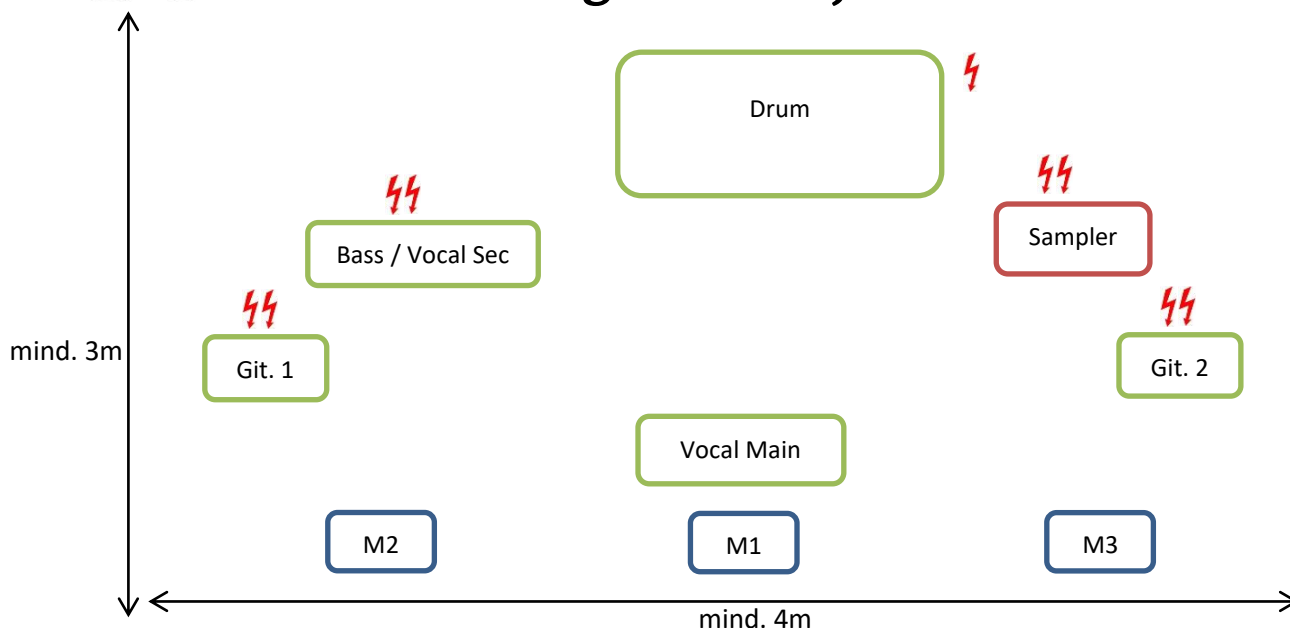 Drum
Sampler
Bass / Vocal Sec
mind. 3m
Git. 1
Git. 2
Vocal Main
M2
M1
M3
mind. 4m